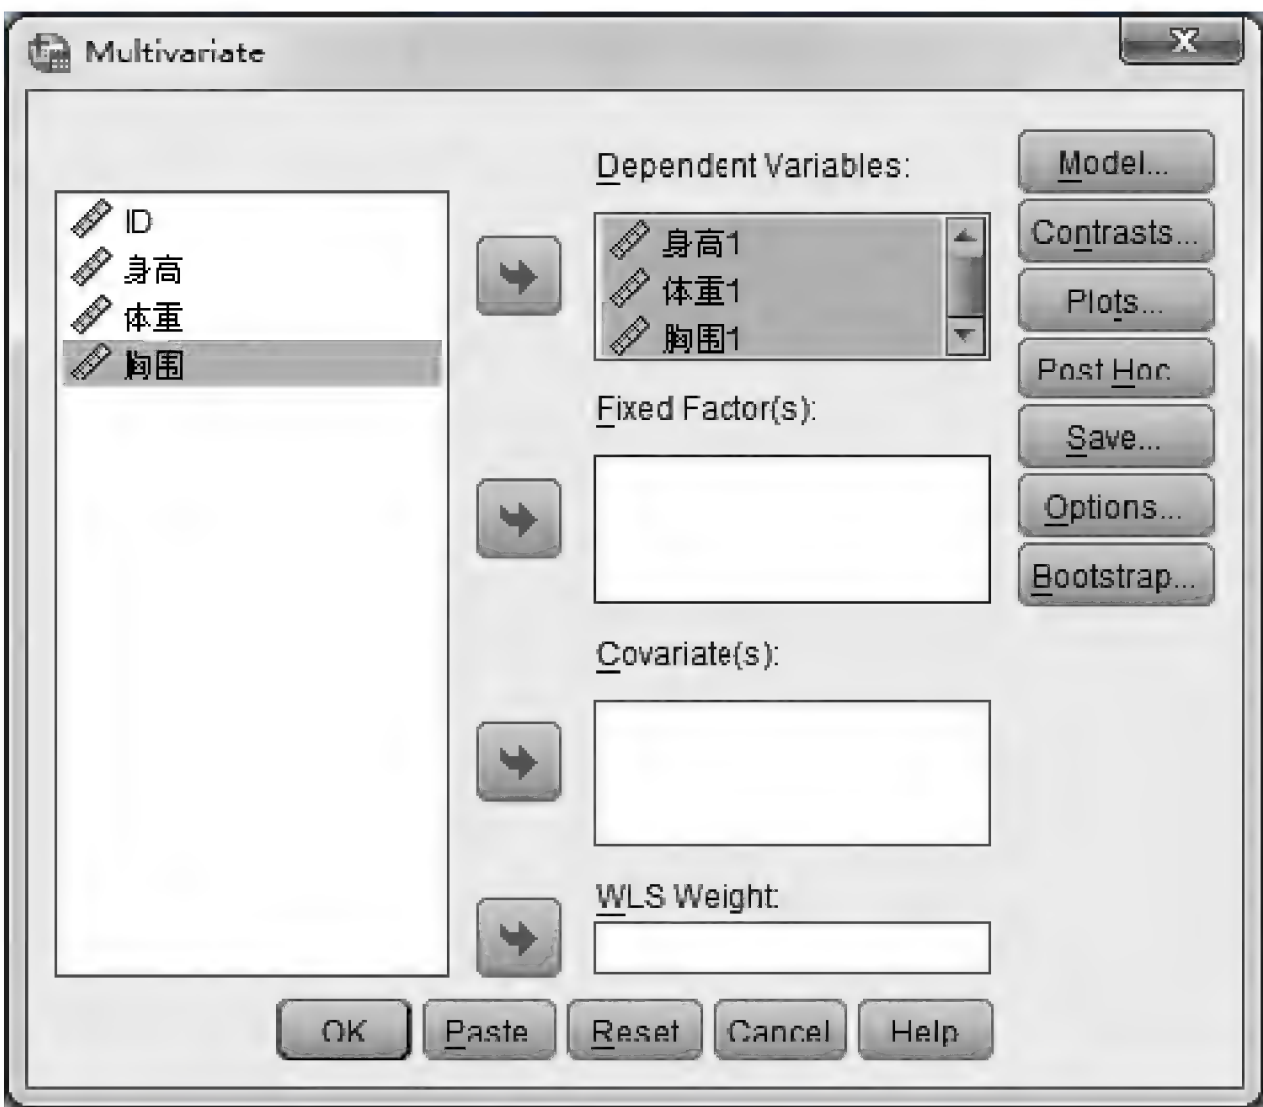 Multivariate
ID
身高
体重
胸围
Dependent Variables:
身高1
体重1
胸围1
Fixed Factor(s):
Covariate(s):
WLS Weight:
Model...
Contrasts...
Plots...
Post Hoc
Save...
Options...
Bootstrap...
OK
Paste
Reset
Cancel
Help